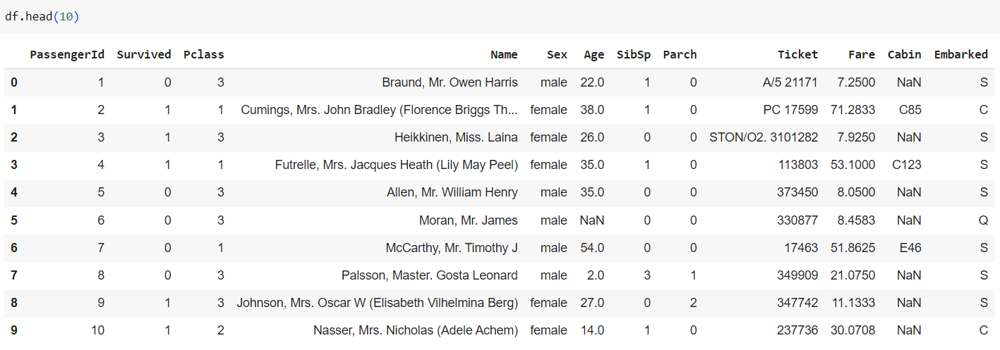 df.head(10)
PassengerId Survived Pclass Name Sex Age SibSp Parch Ticket Fare Cabin Embarked
0 1 0 3 Braund, Mr. Owen Harris male 22.0 1 0 A/5 21171 7.2500 NaN S
1 2 1 1 Cumings, Mrs. John Bradley (Florence Briggs Th... female 38.0 1 0 PC 17599 71.2833 C85 C
2 3 1 3 Heikkinen, Miss. Laina female 26.0 0 0 STON/O2. 3101282 7.9250 NaN S
3 4 1 1 Futrelle, Mrs. Jacques Heath (Lily May Peel) female 35.0 1 0 113803 53.1000 C123 S
4 5 0 3 Allen, Mr. William Henry male 35.0 0 0 373450 8.0500 NaN S
5 6 0 3 Moran, Mr. James male NaN 0 0 330877 8.4583 NaN Q
6 7 0 1 McCarthy, Mr. Timothy J male 54.0 0 0 17463 51.8625 E46 S
7 8 0 3 Palsson, Master. Gosta Leonard male 2.0 3 1 349909 21.0750 NaN S
8 9 1 3 Johnson, Mrs. Oscar W (Elisabeth Vilhelmina Berg) female 27.0 0 2 347742 11.1333 NaN S
9 10 1 2 Nasser, Mrs. Nicholas (Adele Achem) female 14.0 1 0 237736 30.0708 NaN C